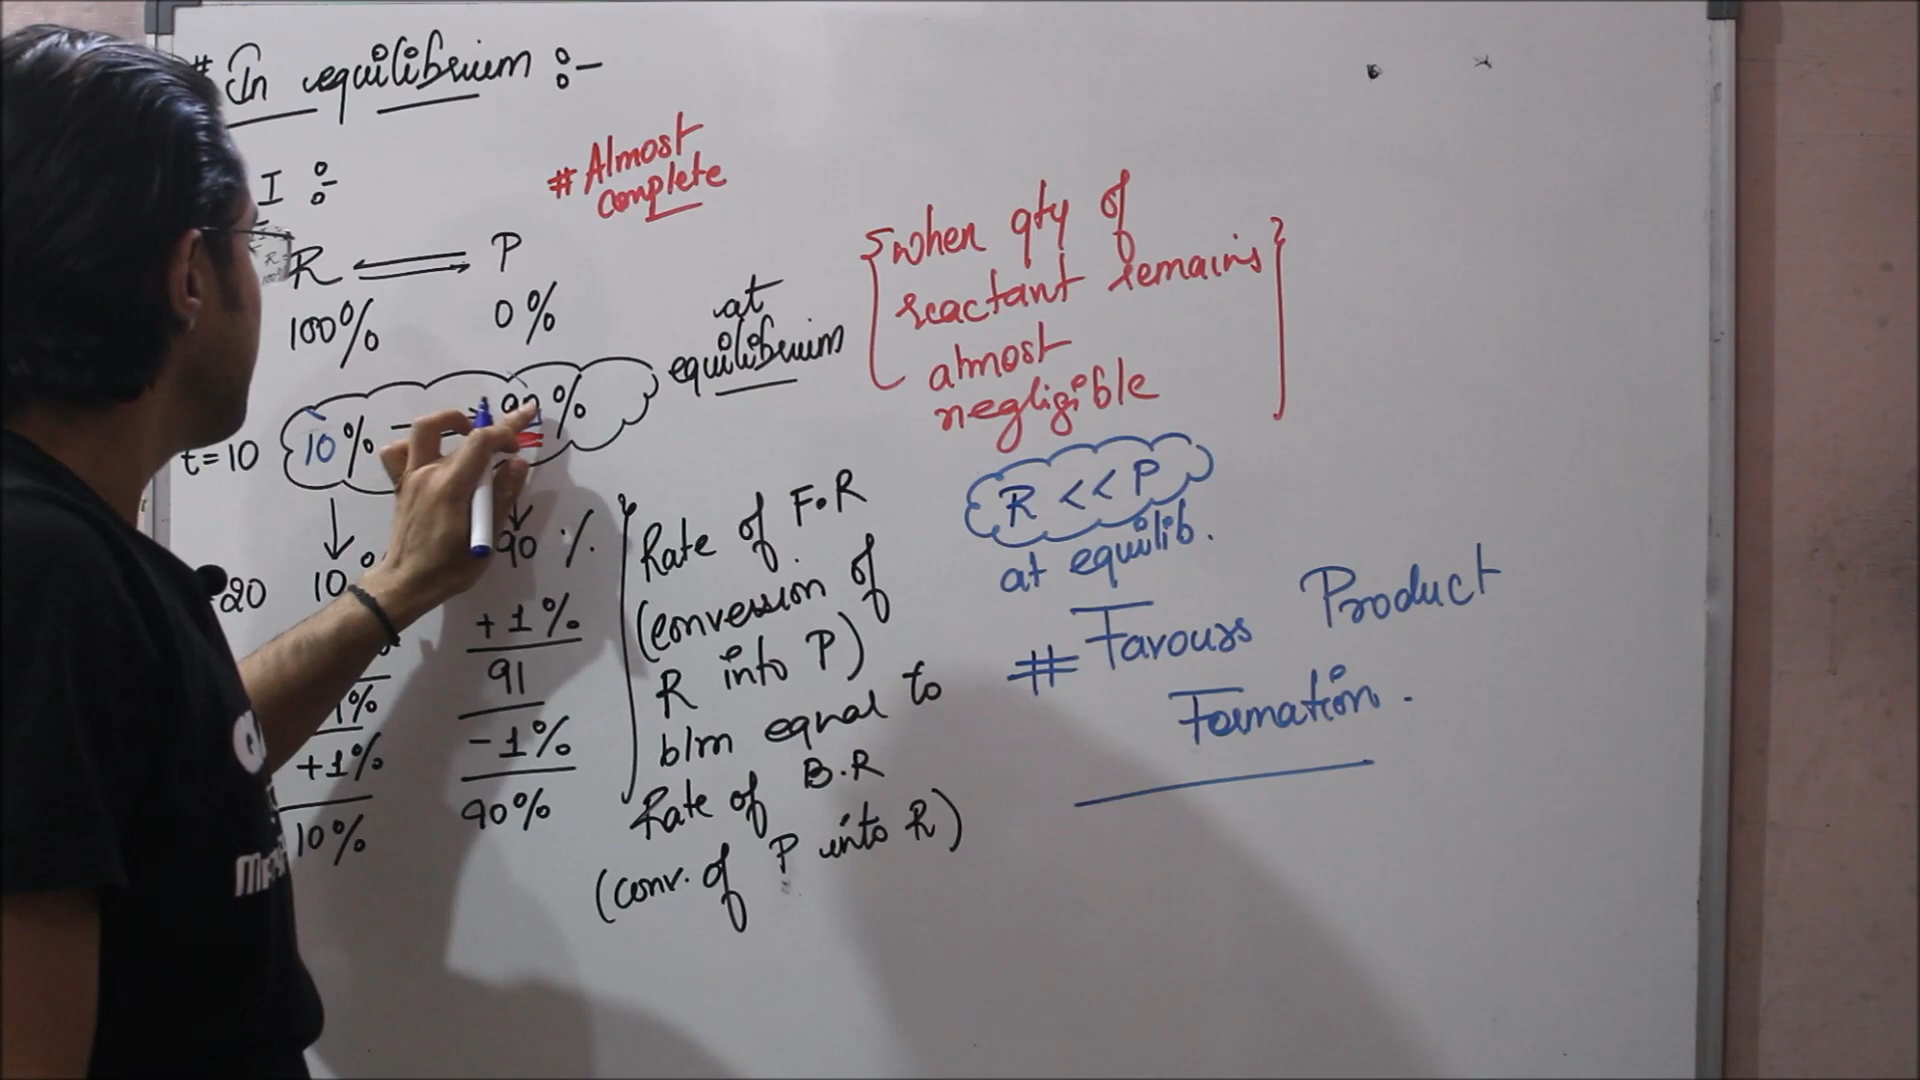 # In equilibrium :-
I :-
# Almost
complete
R ⇌ P
100% 0%
at
equilibrium
t=10 10% 90%
20 10 90 %
+ 1%
91
1%
- 1%
+1%
90%
10%
Rate of F.R
(conversion of
R into P)
b/m equal to
Rate of B.R
(conv. of P into R)
{ when qty of
reactant remains
almost
negligible }
R << P
at equilib.
# Favours Product
Formation.